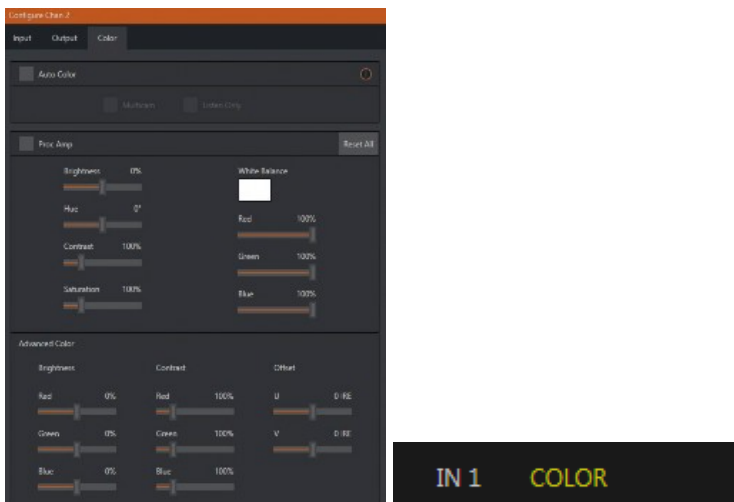 Configure Chan 2
Input Output Color
Auto Color
Multicam Listen Only
Proc Amp Reset All
Brightness 0% White Balance
Hue 0°
Red 100%
Contrast 100%
Green 100%
Saturation 100%
Blue 100%
Advanced Color
Brightness Contrast Offset
Red 0% Red 100% U 0 IRE
Green 0% Green 100% V 0 IRE
Blue 0% Blue 100%
IN 1 COLOR